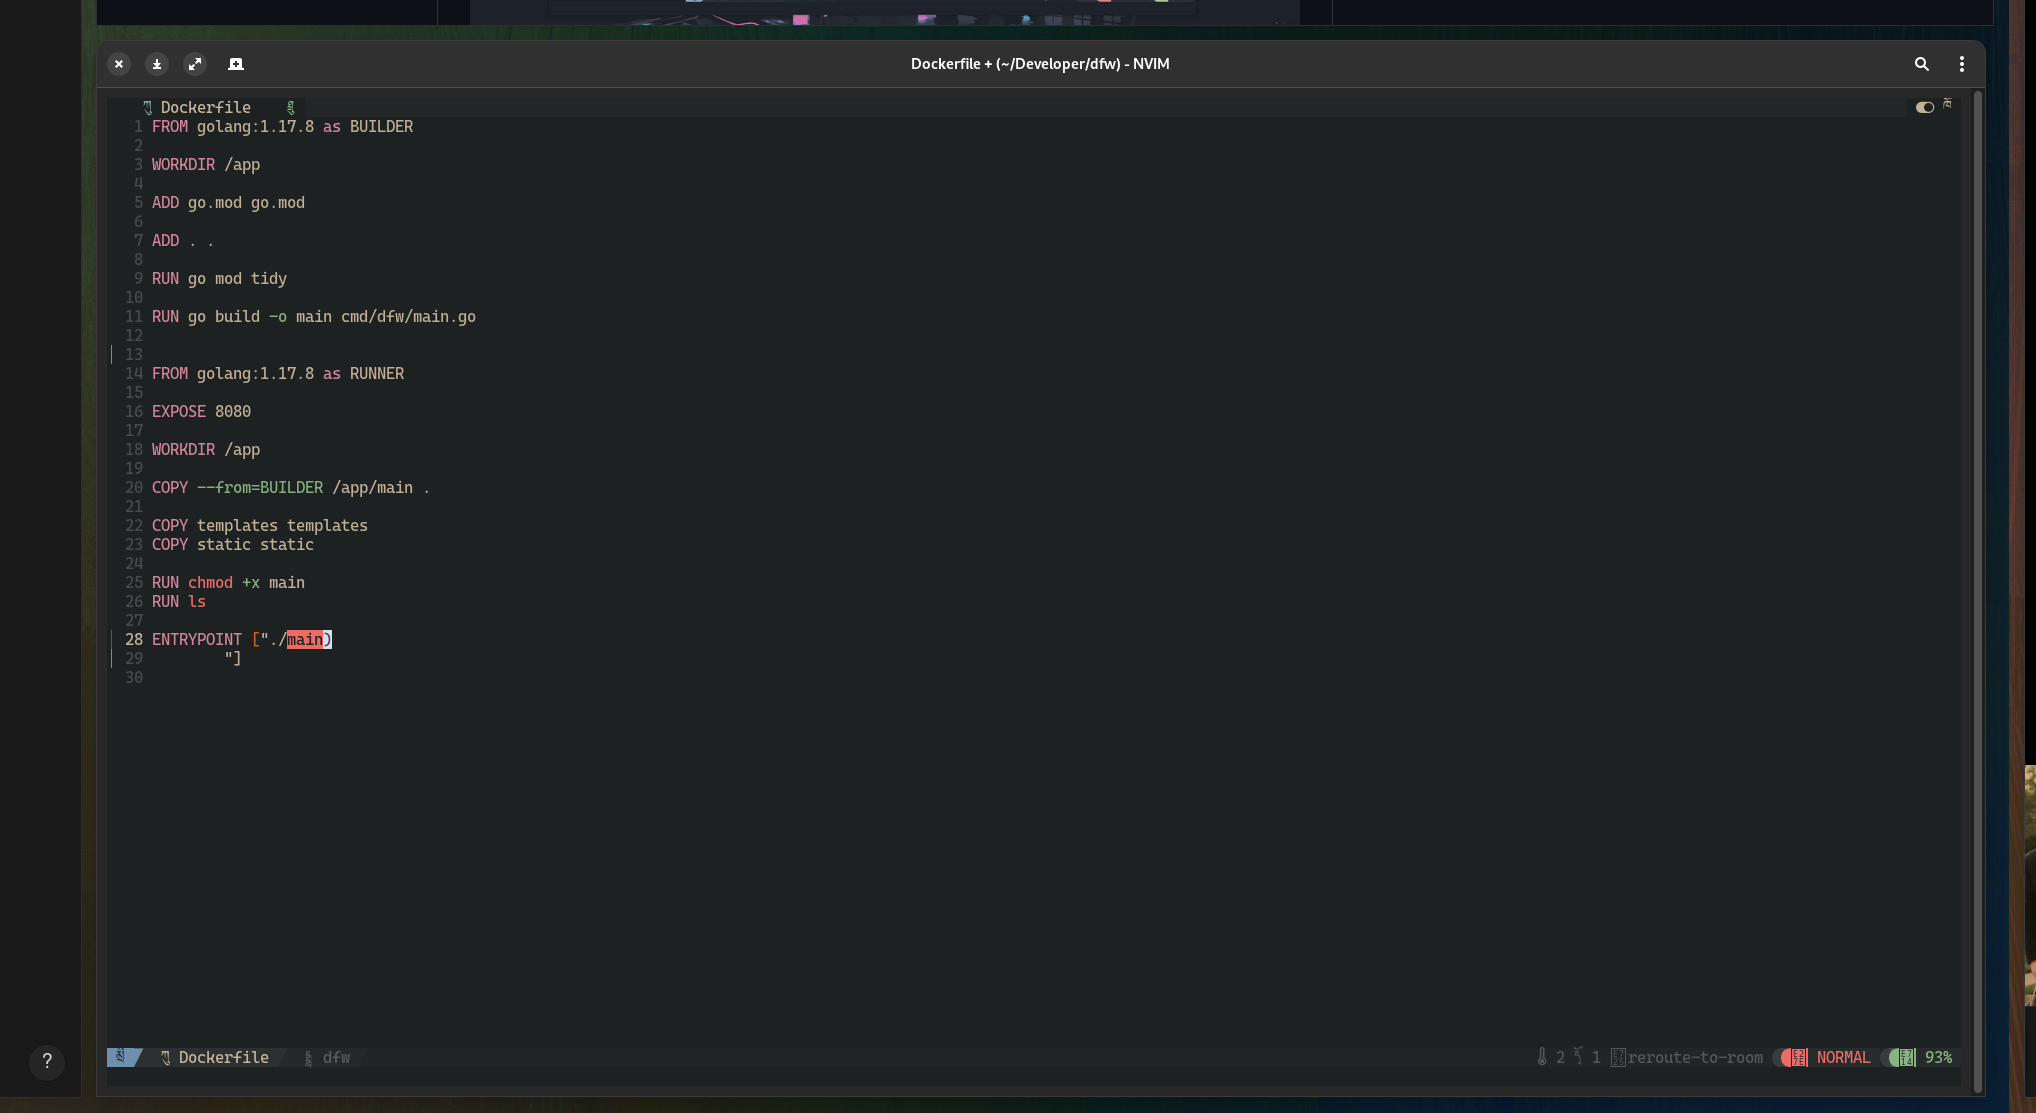 Dockerfile + (~/Developer/dfw) - NVIM
Dockerfile
1 FROM golang:1.17.8 as BUILDER
2
3 WORKDIR /app
4
5 ADD go.mod go.mod
6
7 ADD . .
8
9 RUN go mod tidy
10
11 RUN go build -o main cmd/dfw/main.go
12
13
14 FROM golang:1.17.8 as RUNNER
15
16 EXPOSE 8080
17
18 WORKDIR /app
19
20 COPY --from=BUILDER /app/main .
21
22 COPY templates templates
23 COPY static static
24
25 RUN chmod +x main
26 RUN ls
27
28 ENTRYPOINT ["./main)
29 "]
30
Dockerfile dfw 2 1 reroute-to-room NORMAL 93%
?